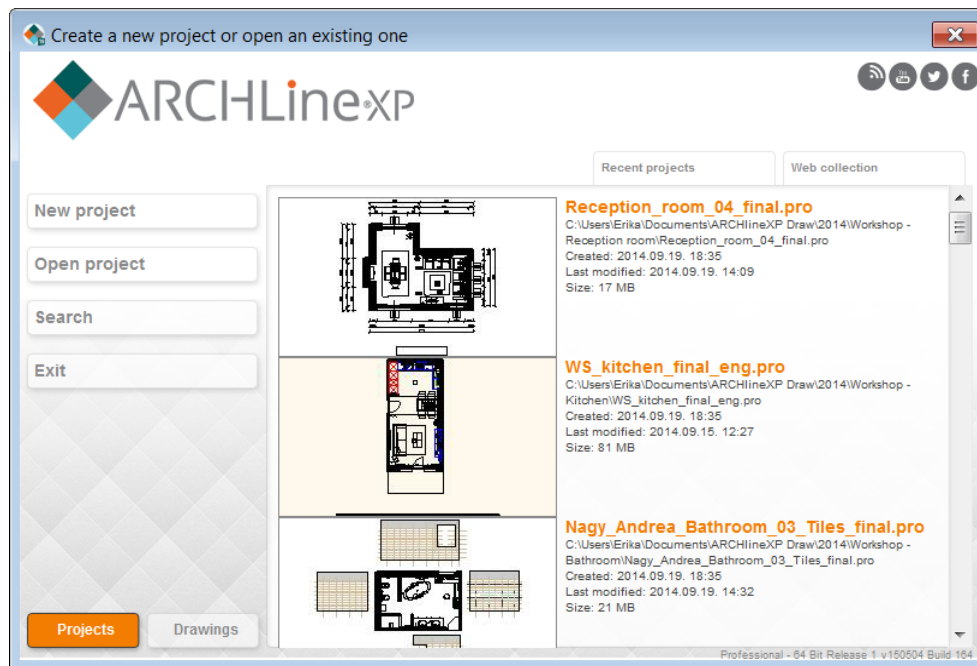 Create a new project or open an existing one
ARCHLine®XP
You
Tube
Recent projects
Web collection
New project
Open project
Search
Exit
Reception_room_04_final.pro
C:\Users\Erika\Documents\ARCHlineXP Draw\2014\Workshop -
Reception room\Reception_room_04_final.pro
Created: 2014.09.19. 18:35
Last modified: 2014.09.19. 14:09
Size: 17 MB
WS_kitchen_final_eng.pro
C:\Users\Erika\Documents\ARCHlineXP Draw\2014\Workshop -
Kitchen\WS_kitchen_final_eng.pro
Created: 2014.09.19. 18:35
Last modified: 2014.09.15. 12:27
Size: 81 MB
Nagy_Andrea_Bathroom_03_Tiles_final.pro
C:\Users\Erika\Documents\ARCHlineXP Draw\2014\Workshop -
Bathroom\Nagy_Andrea_Bathroom_03_Tiles_final.pro
Created: 2014.09.19. 18:35
Last modified: 2014.09.19. 14:32
Size: 21 MB
Projects
Drawings
Professional - 64 Bit Release 1 v150504 Build 164